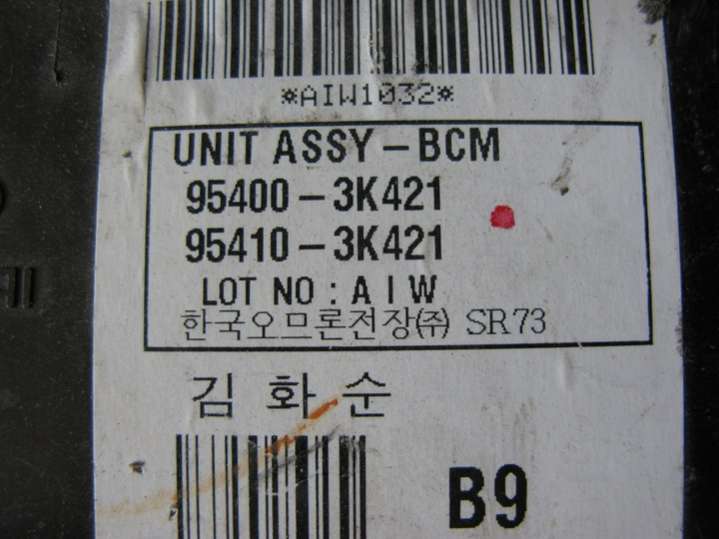 *AIW1032*
UNIT ASSY-BCM
95400-3K421
95410-3K421
LOT NO : A I W
한국오므론전장㈜ SR73
김 화 순
B9